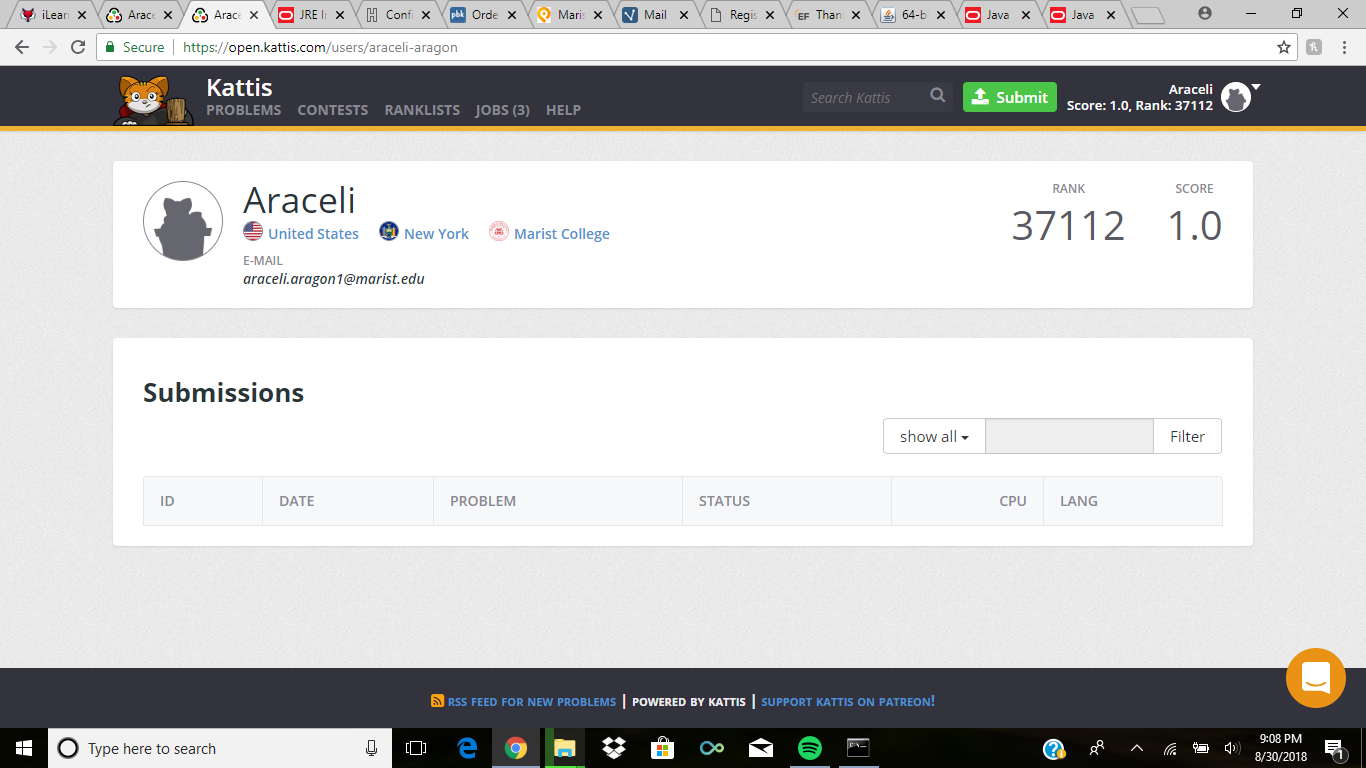 iLearn
Arace
Arace
JRE I
Confi
Orde
Maris
Mail
Regis
Than
64-b
Java
Java
Secure https://open.kattis.com/users/araceli-aragon
Kattis
PROBLEMS CONTESTS RANKLISTS JOBS (3) HELP
Search Kattis
Submit
Araceli
Score: 1.0, Rank: 37112
Araceli
United States New York Marist College
E-MAIL
araceli.aragon1@marist.edu
RANK SCORE
37112 1.0
Submissions
show all Filter
ID DATE PROBLEM STATUS CPU LANG
RSS FEED FOR NEW PROBLEMS | POWERED BY KATTIS | SUPPORT KATTIS ON PATREON!
Type here to search
9:08 PM
8/30/2018
1